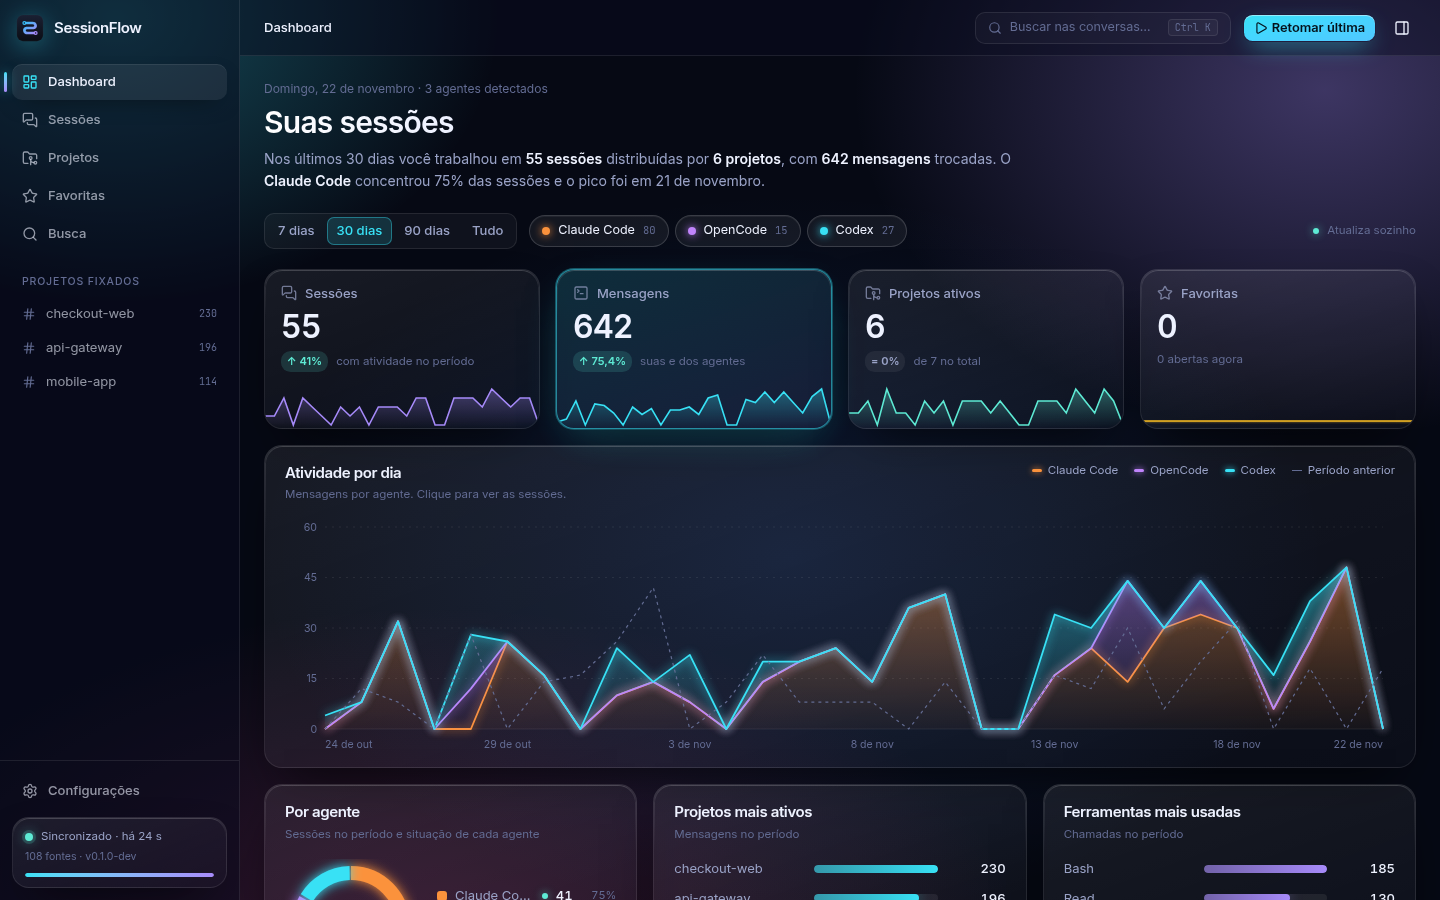 SessionFlow
Dashboard
Sessões
Projetos
Favoritas
Busca
PROJETOS FIXADOS
checkout-web 230
api-gateway 196
mobile-app 114
Configurações
Sincronizado · há 24 s
108 fontes · v0.1.0-dev
Dashboard
Buscar nas conversas... Ctrl K
Retomar última
Domingo, 22 de novembro · 3 agentes detectados
Suas sessões
Nos últimos 30 dias você trabalhou em 55 sessões distribuídas por 6 projetos, com 642 mensagens trocadas. O
Claude Code concentrou 75% das sessões e o pico foi em 21 de novembro.
7 dias 30 dias 90 dias Tudo Claude Code 80 OpenCode 15 Codex 27 Atualiza sozinho
Sessões
55
↑ 41% com atividade no período
Mensagens
642
↑ 75,4% suas e dos agentes
Projetos ativos
6
= 0% de 7 no total
Favoritas
0
0 abertas agora
Atividade por dia
Mensagens por agente. Clique para ver as sessões.
Claude Code OpenCode Codex Período anterior
60
45
30
15
0
24 de out 29 de out 3 de nov 8 de nov 13 de nov 18 de nov 22 de nov
Por agente
Sessões no período e situação de cada agente
Claude Co... 41 75%
Projetos mais ativos
Mensagens no período
checkout-web 230
api-gateway 196
Ferramentas mais usadas
Chamadas no período
Bash 185
Read 130